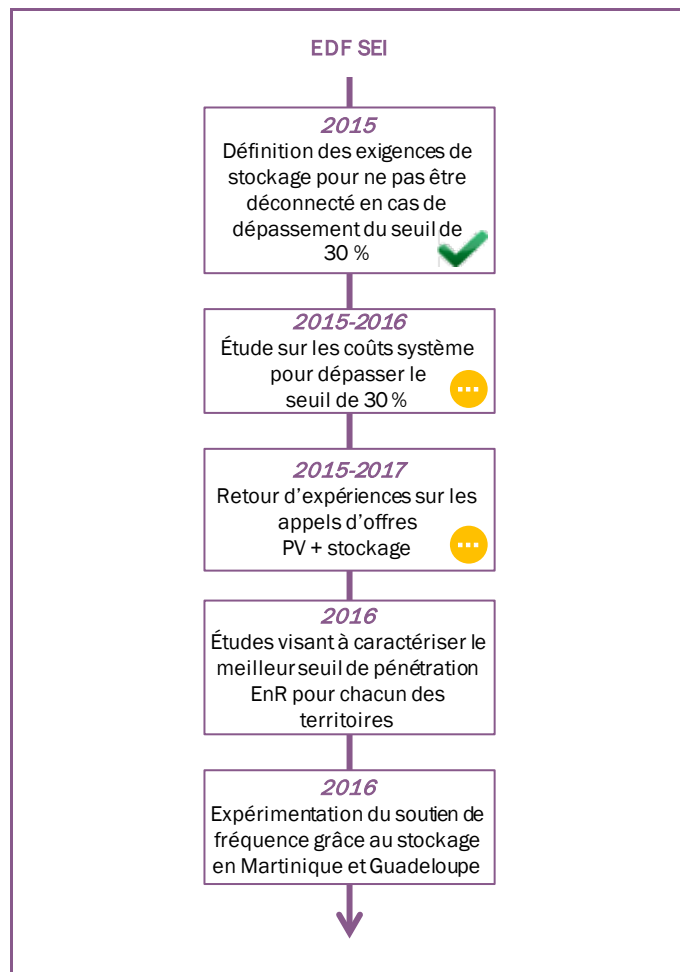 EDF SEI
2015
Définition des exigences de
stockage pour ne pas être
déconnecté en cas de
dépassement du seuil de
30 %
2015-2016
Étude sur les coûts système
pour dépasser le
seuil de 30 %
2015-2017
Retour d’expériences sur les
appels d’offres
PV + stockage
2016
Études visant à caractériser le
meilleur seuil de pénétration
EnR pour chacun des
territoires
2016
Expérimentation du soutien de
fréquence grâce au stockage
en Martinique et Guadeloupe